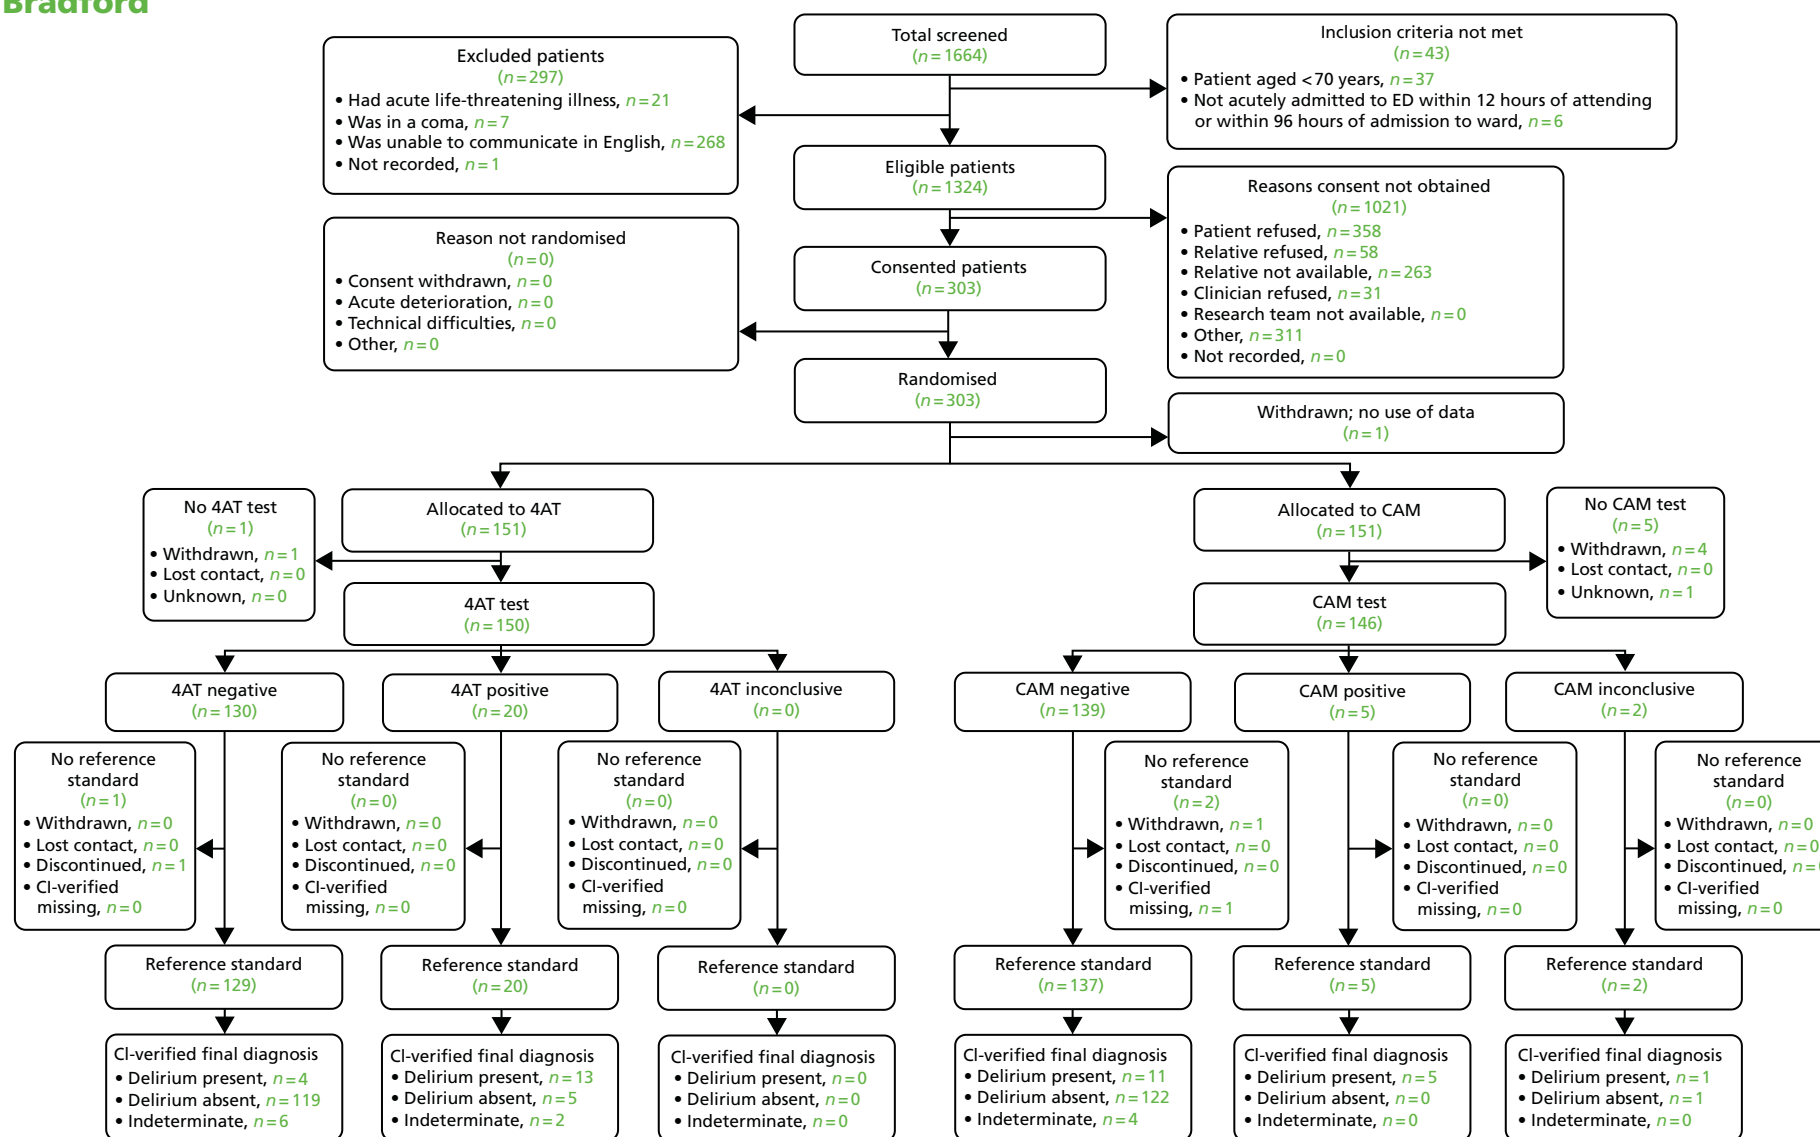 Bradford
Total screened
(n=1664)
Inclusion criteria not met
(n=43)
• Patient aged <70 years, n=37
• Not acutely admitted to ED within 12 hours of attending
or within 96 hours of admission to ward, n=6
Excluded patients
(n=297)
• Had acute life-threatening illness, n=21
• Was in a coma, n=7
• Was unable to communicate in English, n=268
• Not recorded, n=1
Eligible patients
(n=1324)
Reasons consent not obtained
(n=1021)
• Patient refused, n=358
• Relative refused, n=58
• Relative not available, n=263
• Clinician refused, n=31
• Research team not available, n=0
• Other, n=311
• Not recorded, n=0
Reason not randomised
(n=0)
• Consent withdrawn, n=0
• Acute deterioration, n=0
• Technical difficulties, n=0
• Other, n=0
Consented patients
(n=303)
Randomised
(n=303)
Withdrawn; no use of data
(n=1)
No 4AT test
(n=1)
• Withdrawn, n=1
• Lost contact, n=0
• Unknown, n=0
Allocated to 4AT
(n=151)
Allocated to CAM
(n=151)
No CAM test
(n=5)
• Withdrawn, n=4
• Lost contact, n=0
• Unknown, n=1
4AT test
(n=150)
CAM test
(n=146)
4AT negative
(n=130)
4AT positive
(n=20)
4AT inconclusive
(n=0)
CAM negative
(n=139)
CAM positive
(n=5)
CAM inconclusive
(n=2)
No reference
standard
(n=1)
• Withdrawn, n=0
• Lost contact, n=0
• Discontinued, n=1
• CI-verified
missing, n=0
No reference
standard
(n=0)
• Withdrawn, n=0
• Lost contact, n=0
• Discontinued, n=0
• CI-verified
missing, n=0
No reference
standard
(n=0)
• Withdrawn, n=0
• Lost contact, n=0
• Discontinued, n=0
• CI-verified
missing, n=0
No reference
standard
(n=2)
• Withdrawn, n=1
• Lost contact, n=0
• Discontinued, n=0
• CI-verified
missing, n=1
No reference
standard
(n=0)
• Withdrawn, n=0
• Lost contact, n=0
• Discontinued, n=0
• CI-verified
missing, n=0
No reference
standard
(n=0)
• Withdrawn, n=0
• Lost contact, n=0
• Discontinued, n=
• CI-verified
missing, n=0
Reference standard
(n=129)
Reference standard
(n=20)
Reference standard
(n=0)
Reference standard
(n=137)
Reference standard
(n=5)
Reference standard
(n=2)
CI-verified final diagnosis
• Delirium present, n=4
• Delirium absent, n=119
• Indeterminate, n=6
CI-verified final diagnosis
• Delirium present, n=13
• Delirium absent, n=5
• Indeterminate, n=2
CI-verified final diagnosis
• Delirium present, n=0
• Delirium absent, n=0
• Indeterminate, n=0
CI-verified final diagnosis
• Delirium present, n=11
• Delirium absent, n=122
• Indeterminate, n=4
CI-verified final diagnosis
• Delirium present, n=5
• Delirium absent, n=0
• Indeterminate, n=0
CI-verified final diagnosis
• Delirium present, n=1
• Delirium absent, n=1
• Indeterminate, n=0